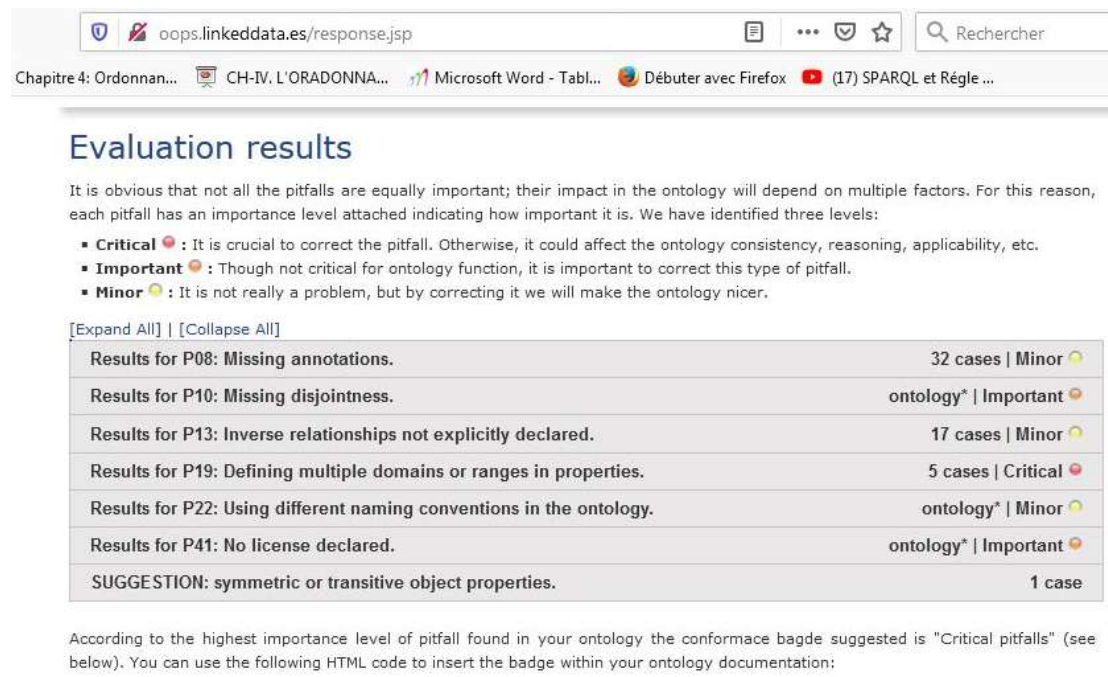 oops.linkeddata.es/response.jsp
Rechercher
Chapitre 4: Ordonnan... CH-IV. L'ORADONNA... Microsoft Word - Tabl... Débuter avec Firefox (17) SPARQL et Régle ...
Evaluation results
It is obvious that not all the pitfalls are equally important; their impact in the ontology will depend on multiple factors. For this reason,
each pitfall has an importance level attached indicating how important it is. We have identified three levels:
▪ Critical : It is crucial to correct the pitfall. Otherwise, it could affect the ontology consistency, reasoning, applicability, etc.
▪ Important : Though not critical for ontology function, it is important to correct this type of pitfall.
▪ Minor : It is not really a problem, but by correcting it we will make the ontology nicer.
[Expand All] | [Collapse All]
Results for P08: Missing annotations. 32 cases | Minor
Results for P10: Missing disjointness. ontology* | Important
Results for P13: Inverse relationships not explicitly declared. 17 cases | Minor
Results for P19: Defining multiple domains or ranges in properties. 5 cases | Critical
Results for P22: Using different naming conventions in the ontology. ontology* | Minor
Results for P41: No license declared. ontology* | Important
SUGGESTION: symmetric or transitive object properties. 1 case
According to the highest importance level of pitfall found in your ontology the conformace bagde suggested is "Critical pitfalls" (see
below). You can use the following HTML code to insert the badge within your ontology documentation: